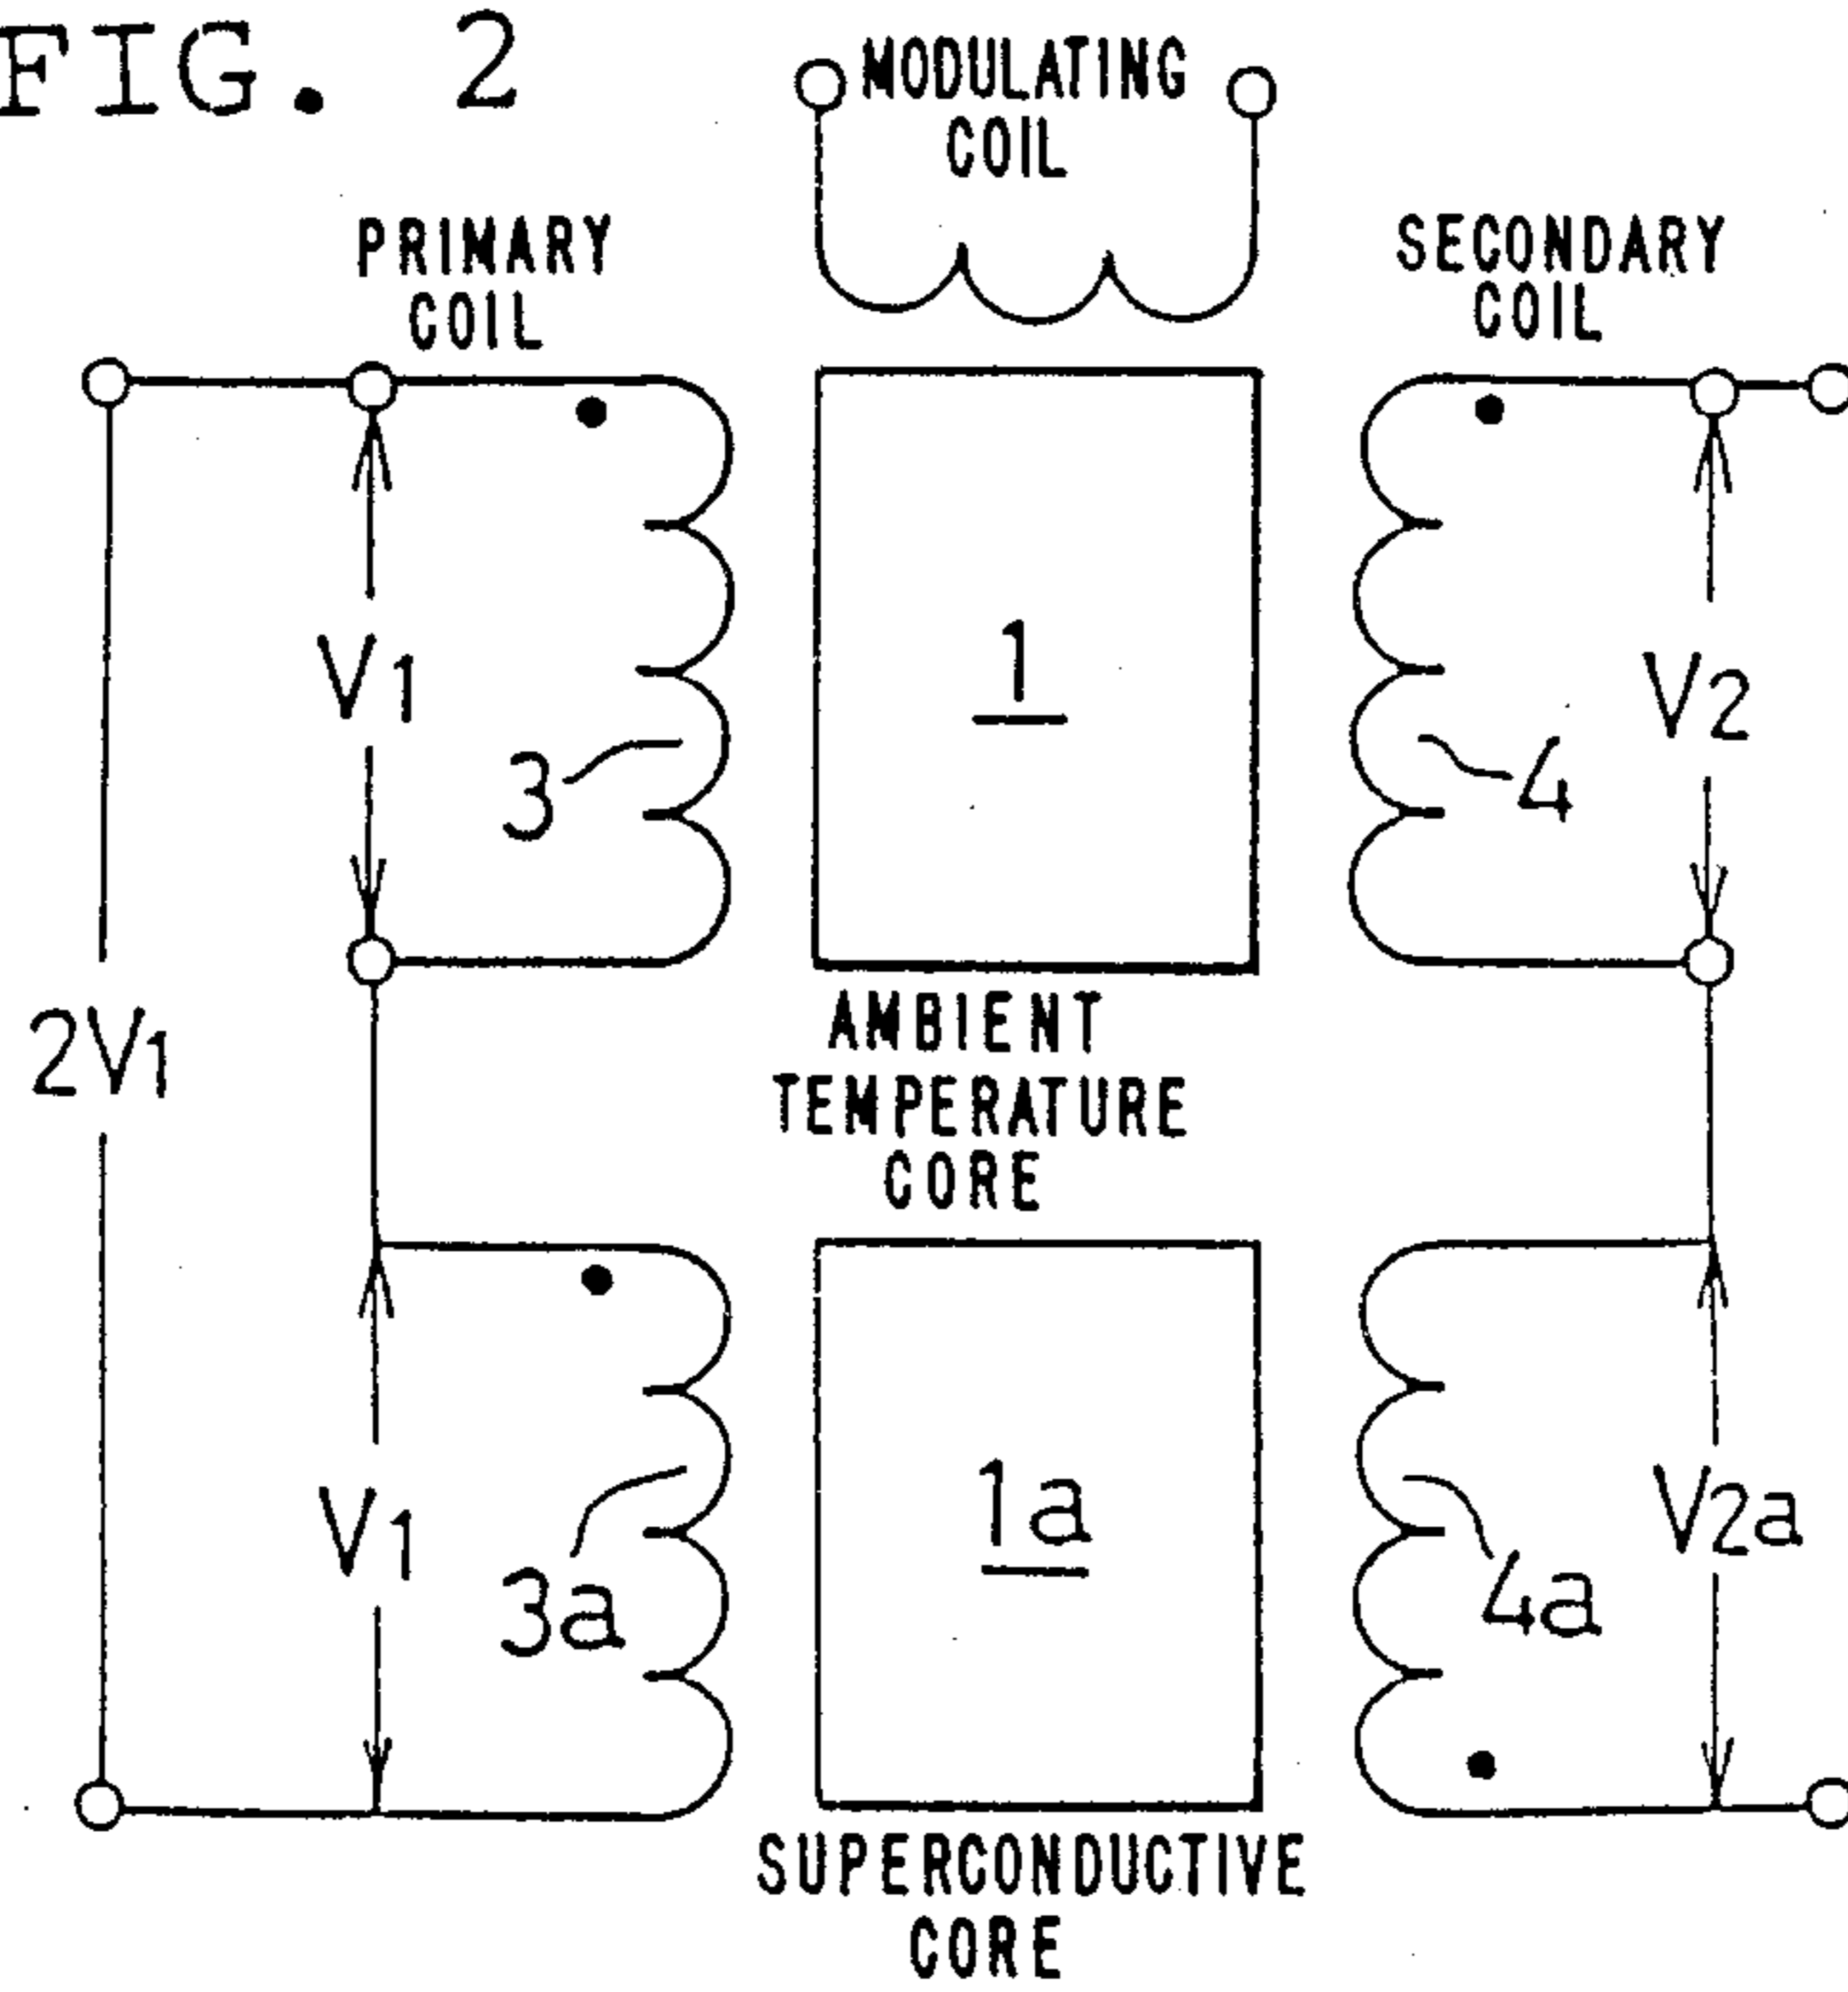 FIG. 2
MODULATING
COIL
PRIMARY
COIL
SECONDARY
COIL
V1
1
V2
3
4
2V1
AMBIENT
TEMPERATURE
CORE
V1
1a
V2a
3a
4a
SUPERCONDUCTIVE
CORE